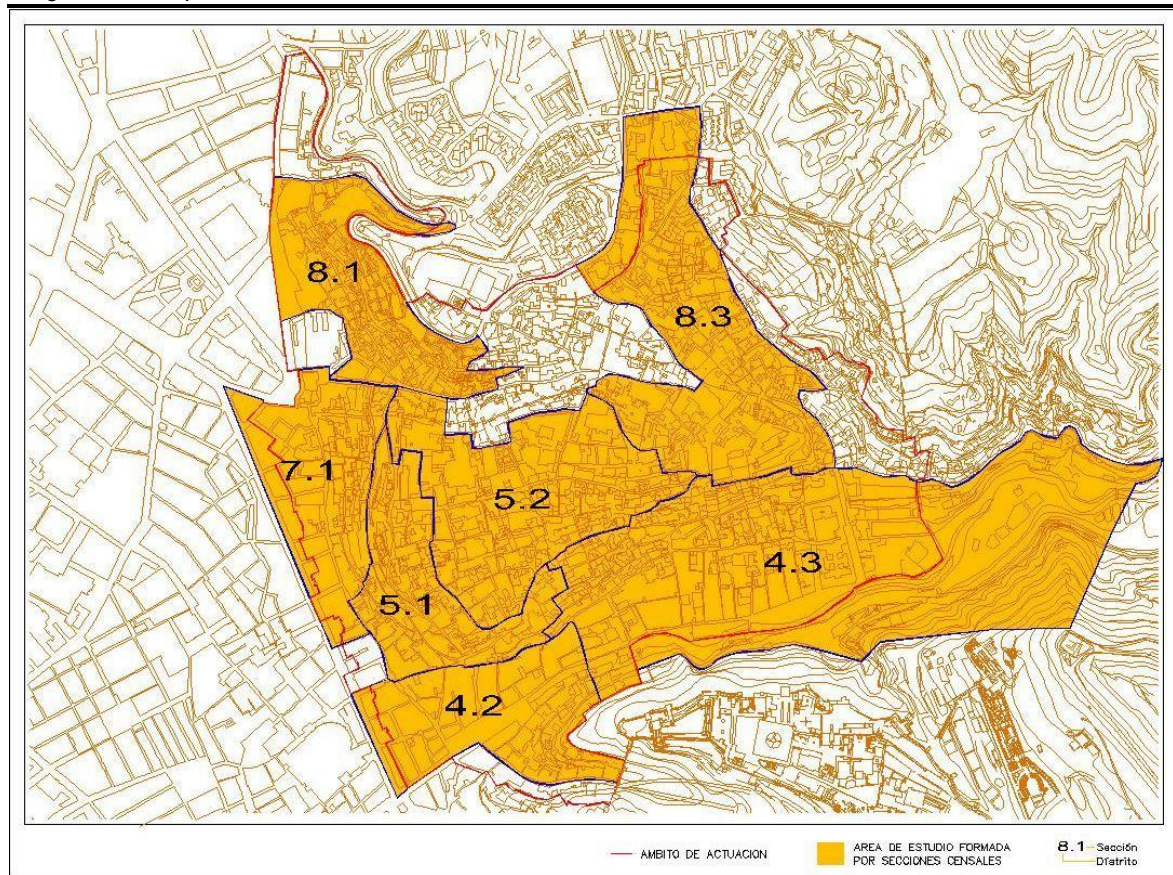 8.1
8.3
7.1
5.2
4.3
5.1
4.2
AMBITO DE ACTUACION
AREA DE ESTUDIO FORMADA
POR SECCIONES CENSALES
8.1 Sección
Distrito